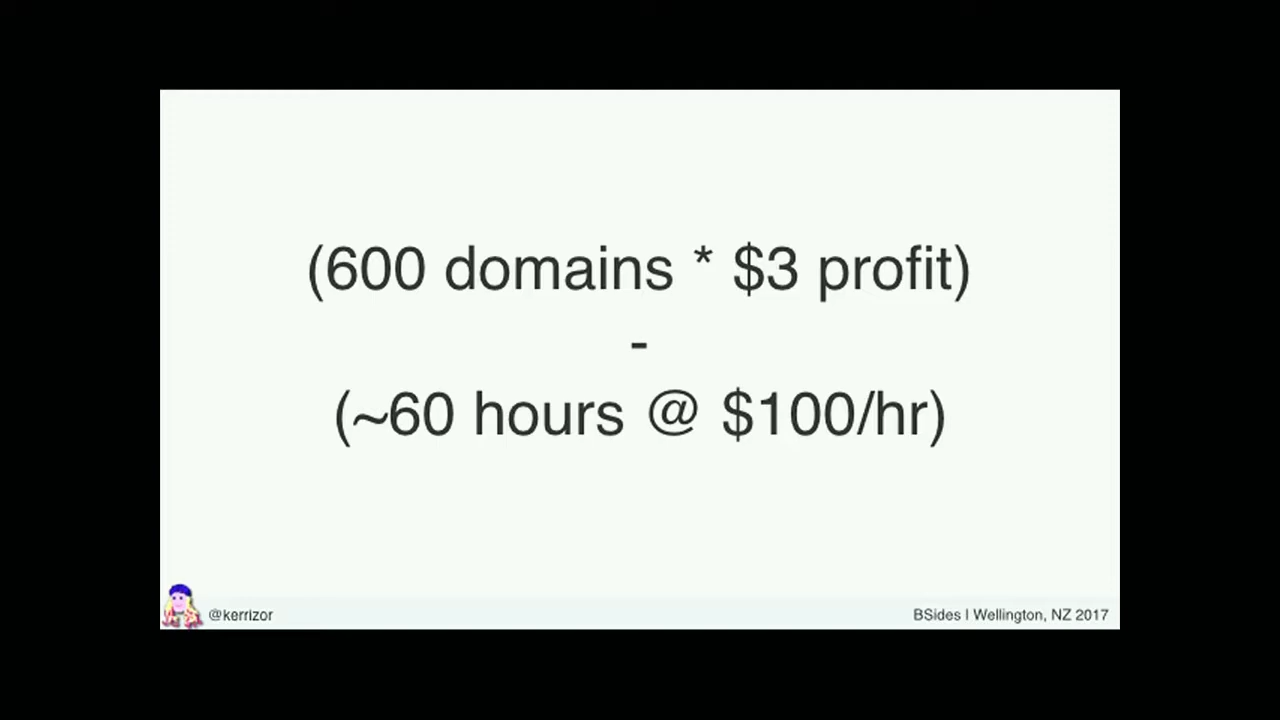 (600 domains * $3 profit)
-
(~60 hours @ $100/hr)
@kerrizor
BSides | Wellington, NZ 2017